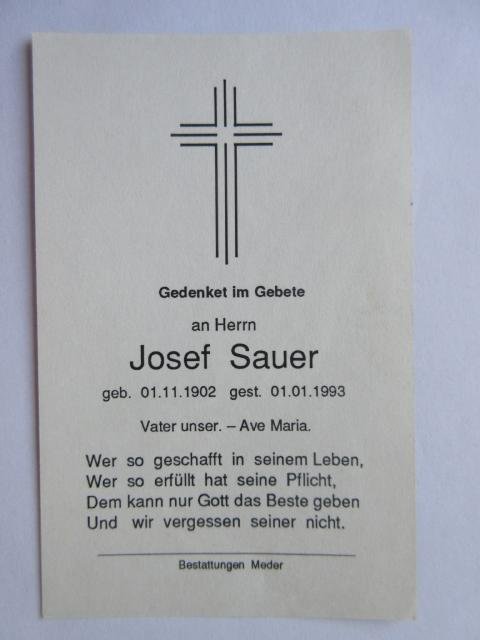 Gedenket im Gebete
an Herrn
Josef Sauer
geb. 01.11.1902 gest. 01.01.1993
Vater unser. – Ave Maria.
Wer so geschafft in seinem Leben,
Wer so erfüllt hat seine Pflicht,
Dem kann nur Gott das Beste geben
Und wir vergessen seiner nicht.
Bestattungen Meder